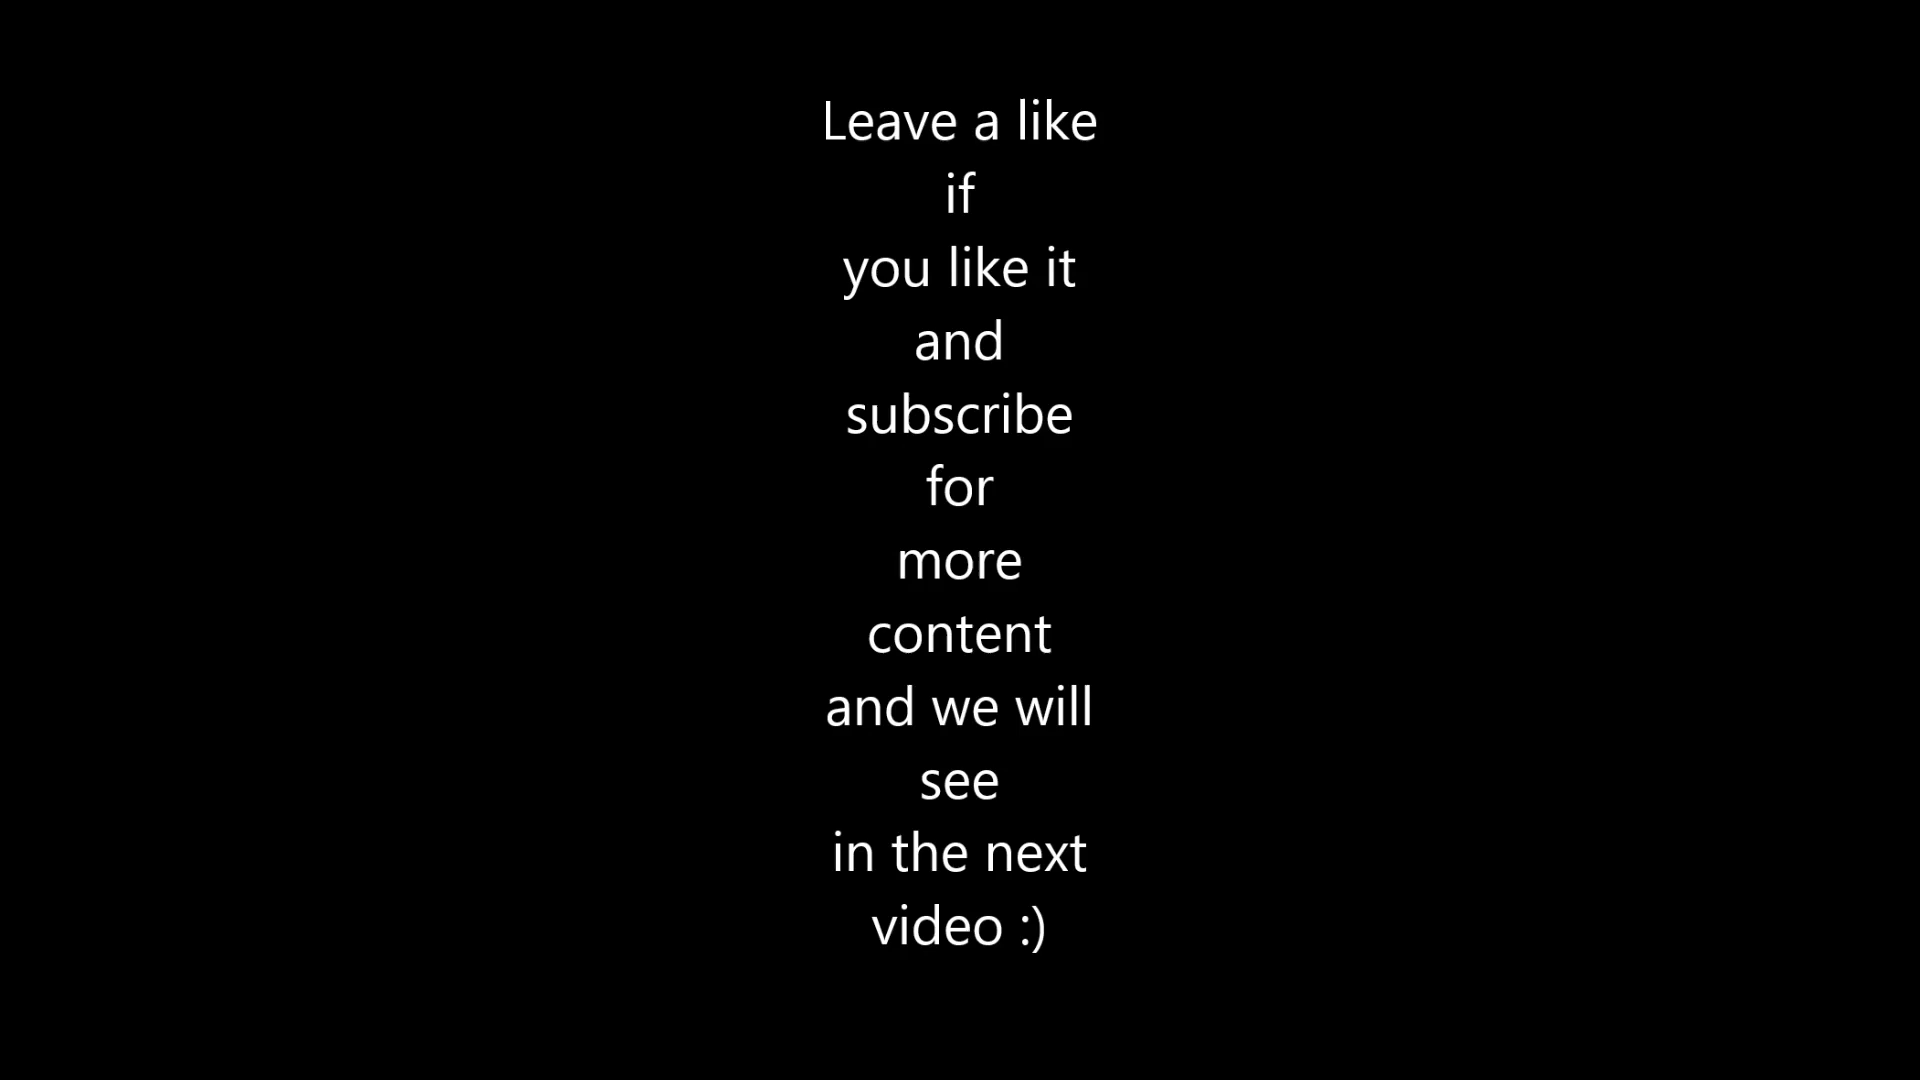 Leave a like
if
you like it
and
subscribe
for
more
content
and we will
see
in the next
video :)